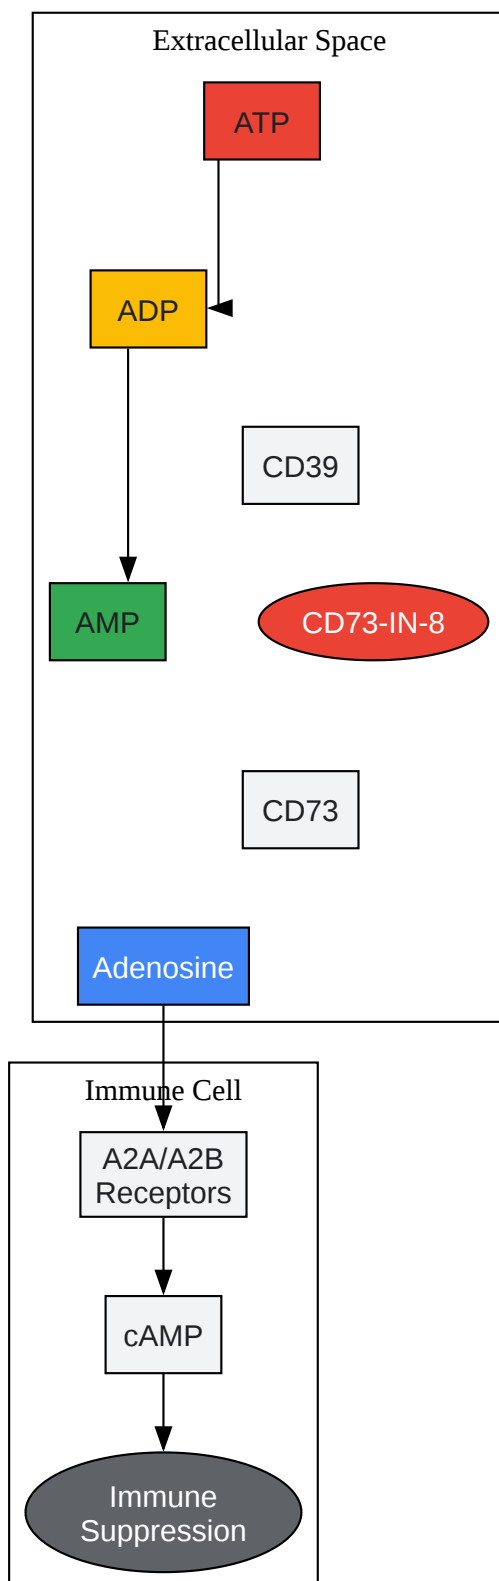 Extracellular Space
ATP
ADP
CD39
AMP
CD73-IN-8
CD73
Adenosine
Immune Cell
A2A/A2B
Receptors
cAMP
Immune
Suppression